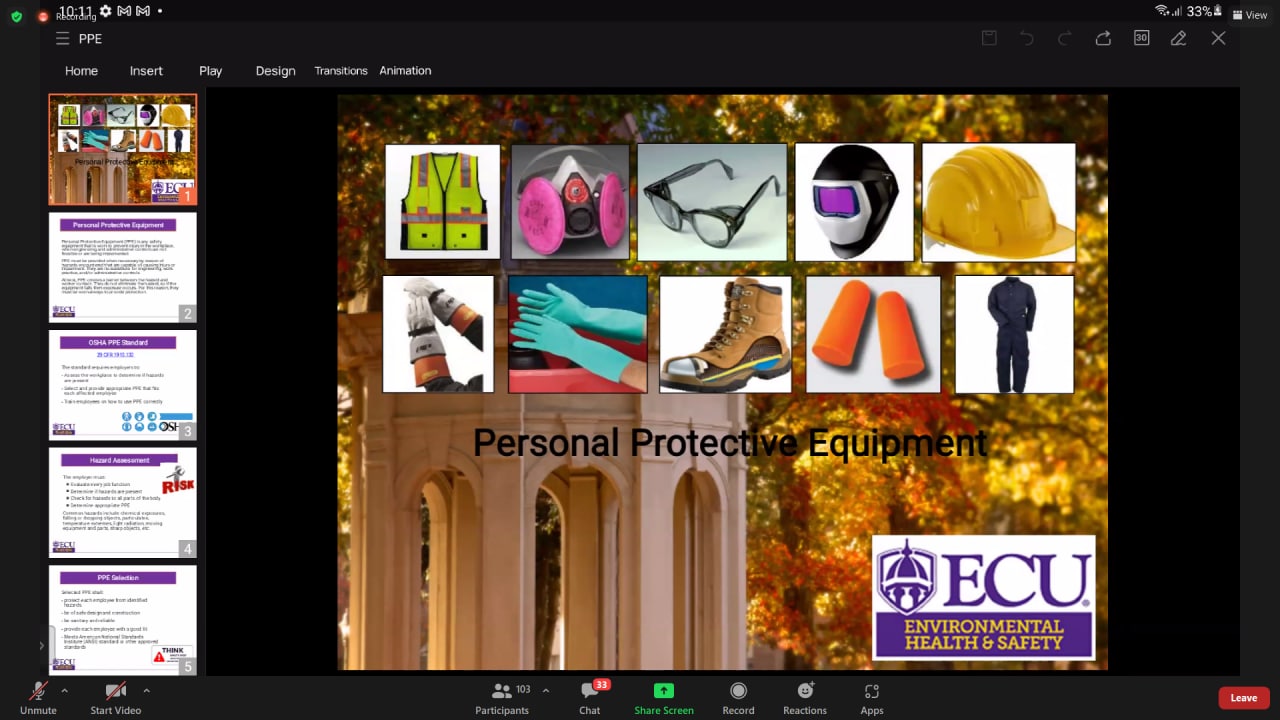 10:11
Recording
33%
View
PPE
30
Home Insert Play Design Transitions Animation
Personal Protective Equipment
ECU
1
Personal Protective Equipment
ECU
2
OSHA PPE Standard
29 CFR 1910.132
The standard requires employers to:
- Assess the workplace to determine if hazards
are present
- Select and provide appropriate PPE that fits
each affected employee
- Train employees on how to use PPE correctly
ECU
3
Hazard Assessment
The employer must:
Evaluate every job function
Determine if hazards are present
Check for hazards to all parts of the body
Determine appropriate PPE
RISK
ECU
4
PPE Selection
Selected PPE shall:
- protect each employee from identified
hazards
- be of safe design and construction
- be sanitary and reliable
- provide each employee with a good fit
- Meets American National Standards
Institute (ANSI) standard or other approved
standards
THINK
ECU
5
Personal Protective Equipment
ECU
ENVIRONMENTAL
HEALTH & SAFETY
Unmute
Start Video
103
Participants
33
Chat
Share Screen
Record
Reactions
Apps
Leave